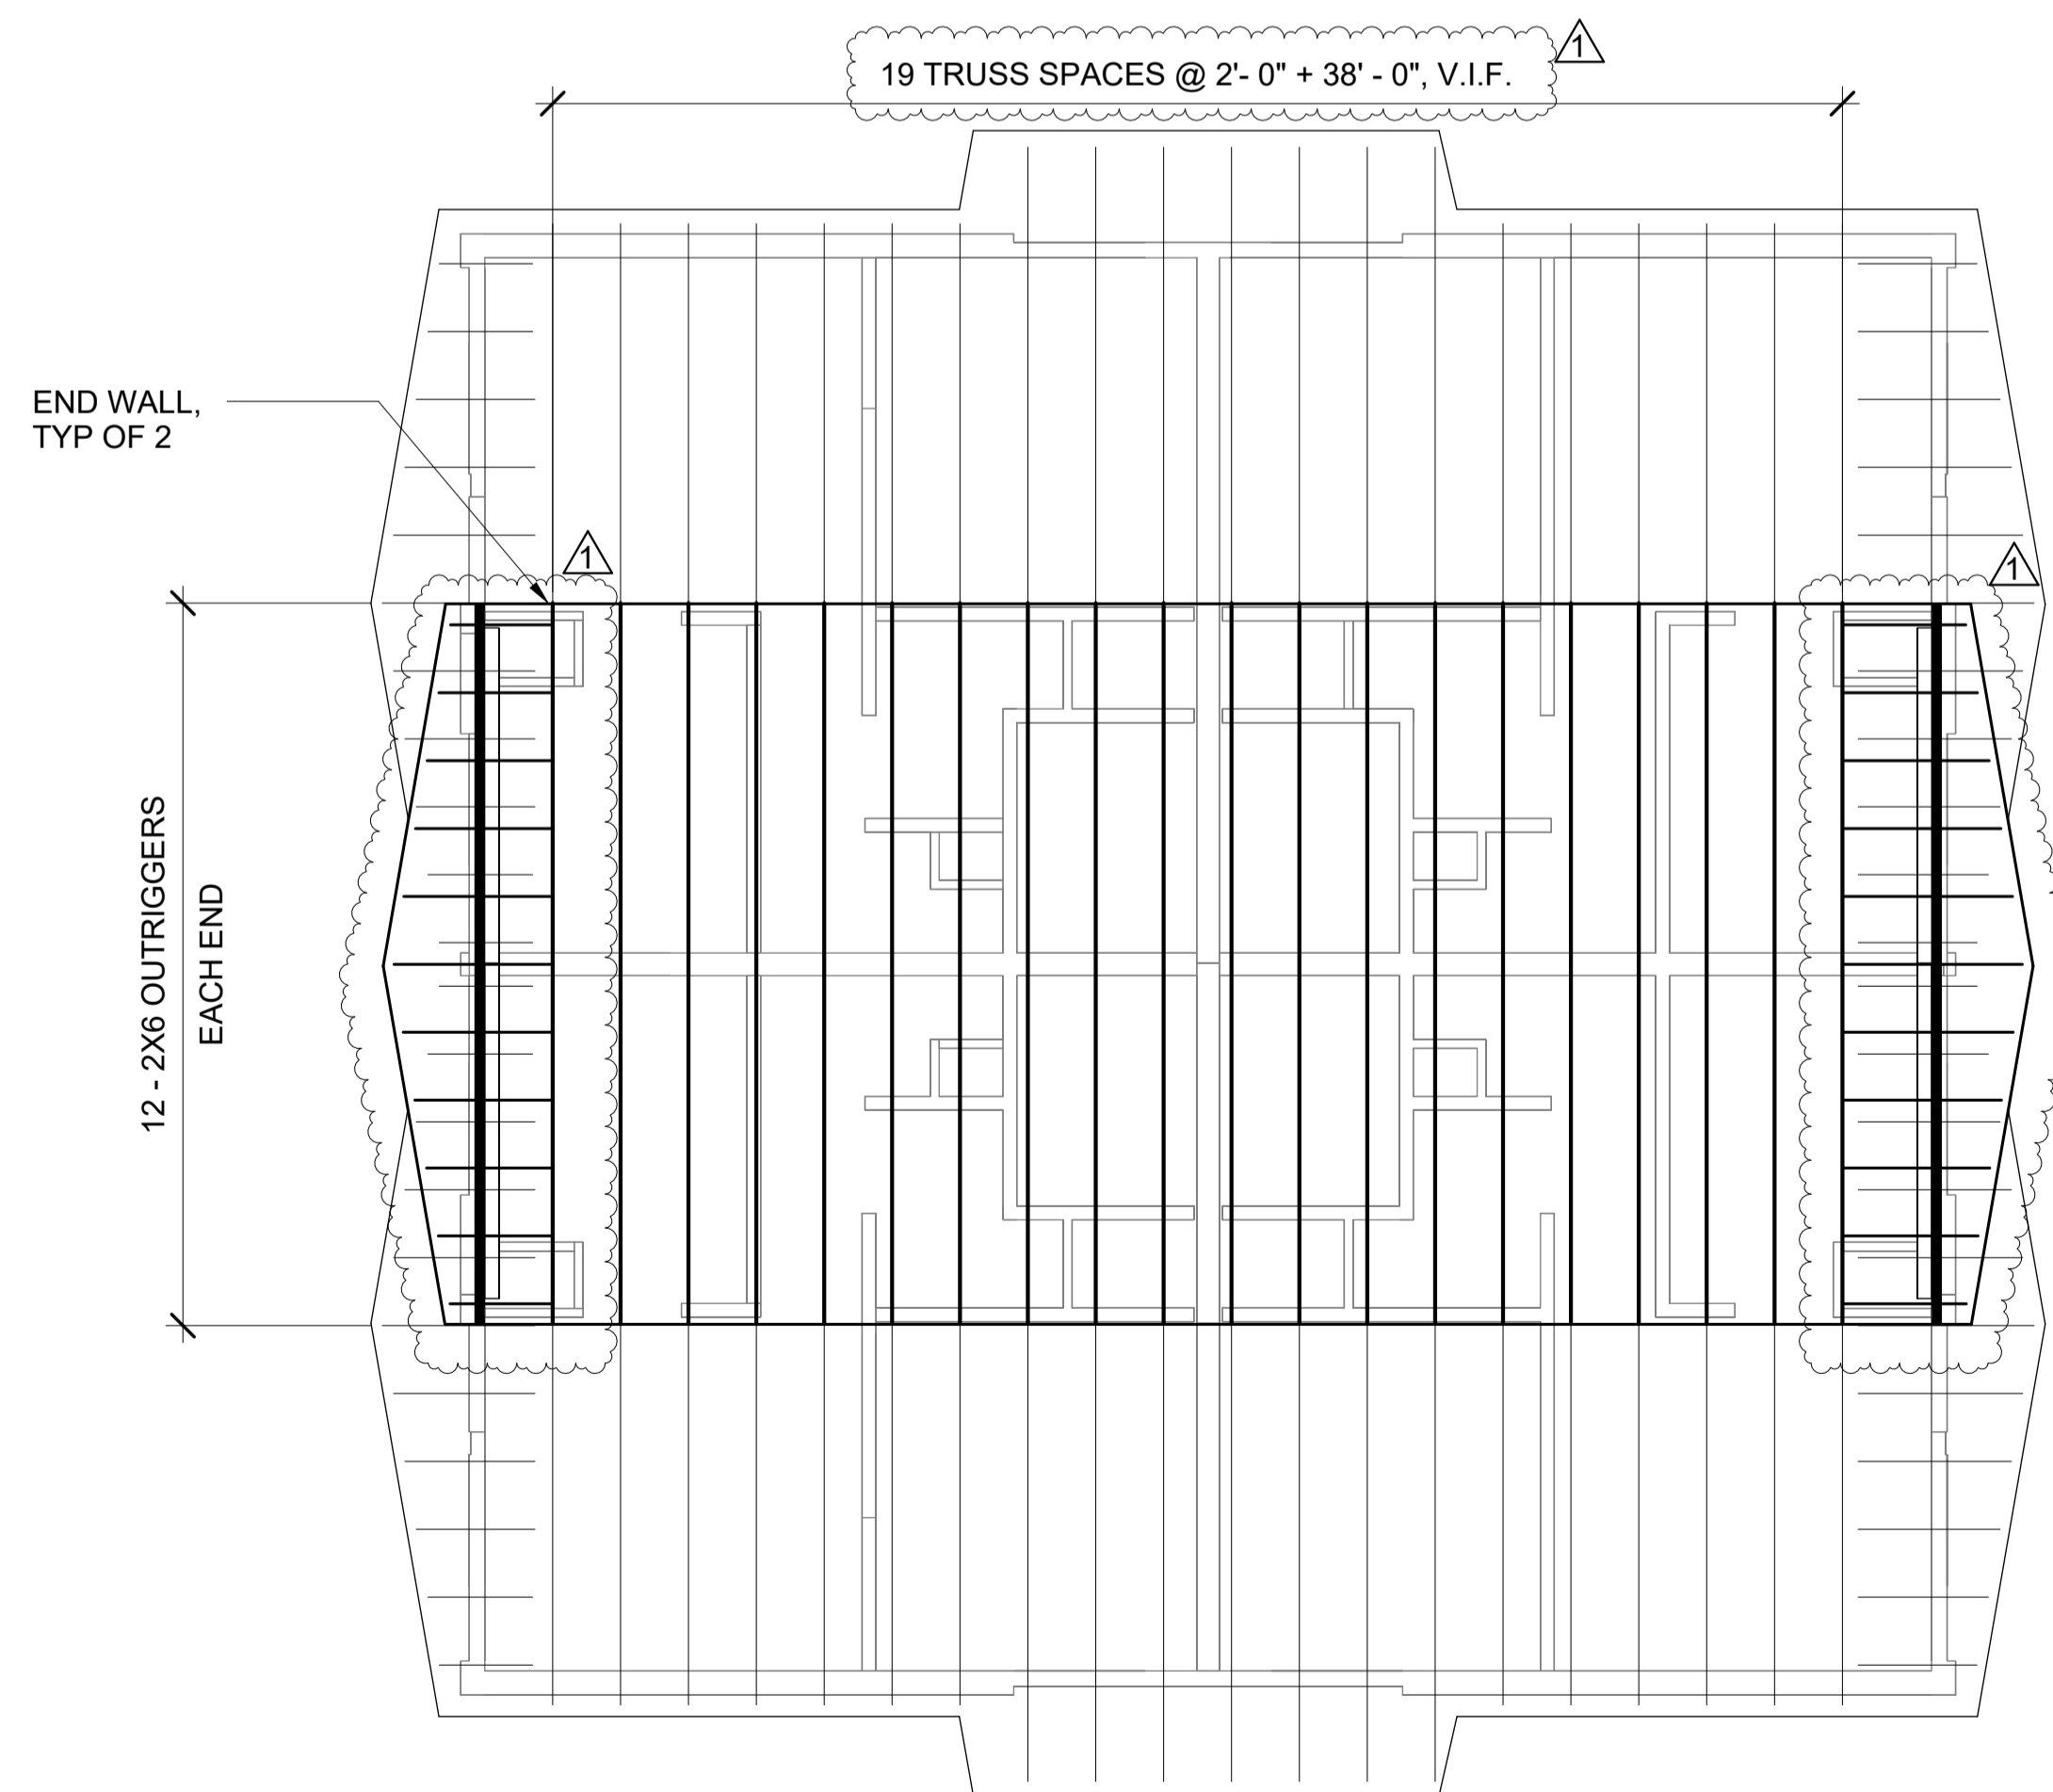 19 TRUSS SPACES @ 2'- 0" + 38' - 0", V.I.F.
1
END WALL,
TYP OF 2
1
1
12 - 2X6 OUTRIGGERS
EACH END